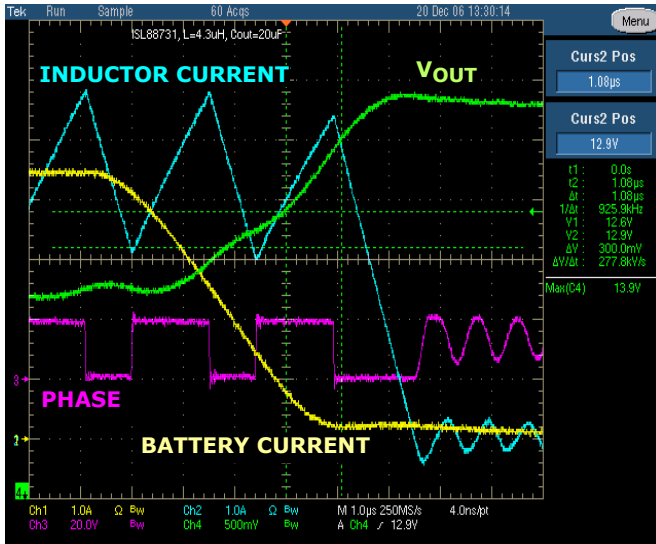 Tek Run Sample 60 Acqs 20 Dec 06 13:30:14
Menu
ISL88731, L=4.3uH, Cout=20uF
INDUCTOR CURRENT
VOUT
Curs2 Pos
1.08µs
Curs2 Pos
12.9V
t1: 0.0s
t2: 1.08µs
Δt: 1.08µs
1/Δt: 925.9kHz
V1: 12.6V
V2: 12.9V
ΔV: 300.0mV
ΔV/Δt: 277.8kV/s
Max(C4) 13.9V
3
PHASE
BATTERY CURRENT
1
4
Ch1 1.0A Ω BW Ch2 1.0A Ω BW M 1.0µs 250MS/s 4.0ns/pt
Ch3 20.0V BW Ch4 500mV BW A Ch4 / 12.9V